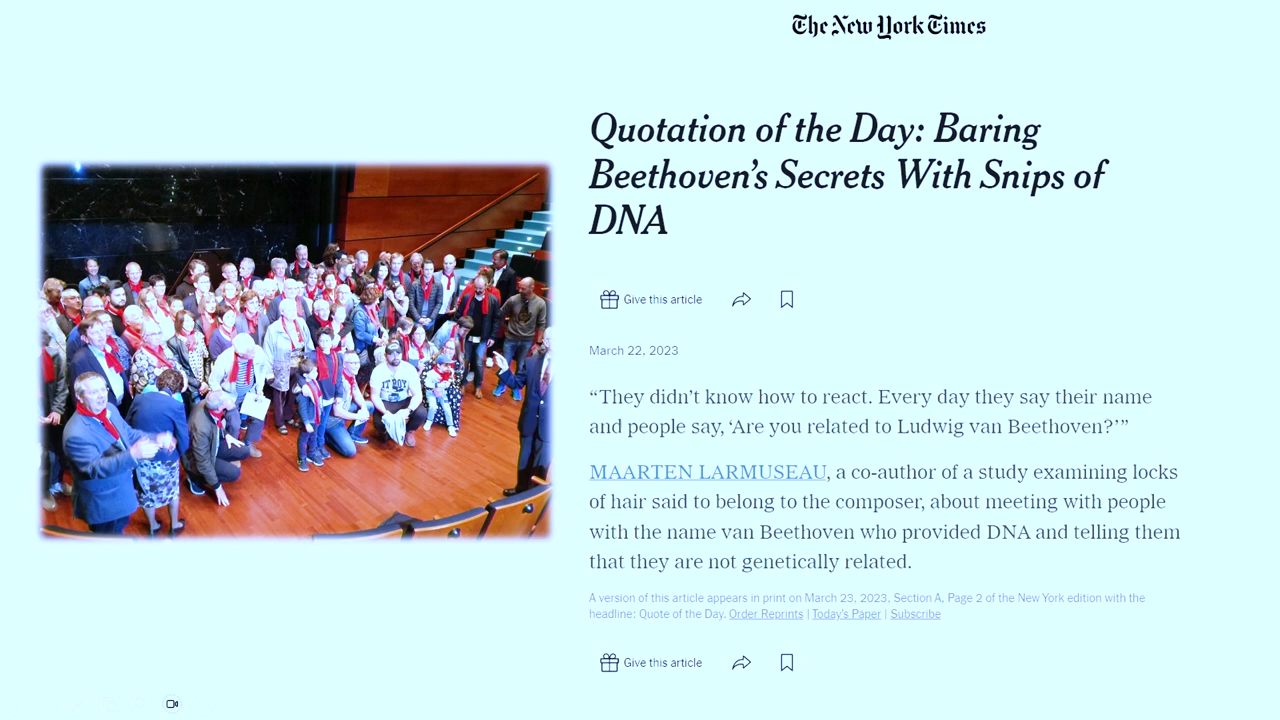 The New York Times
Quotation of the Day: Baring
Beethoven’s Secrets With Snips of
DNA
Give this article
March 22, 2023
“They didn’t know how to react. Every day they say their name
and people say, ‘Are you related to Ludwig van Beethoven?’”
MAARTEN LARMUSEAU, a co-author of a study examining locks
of hair said to belong to the composer, about meeting with people
with the name van Beethoven who provided DNA and telling them
that they are not genetically related.
A version of this article appears in print on March 23, 2023, Section A, Page 2 of the New York edition with the
headline: Quote of the Day. Order Reprints | Today’s Paper | Subscribe
Give this article